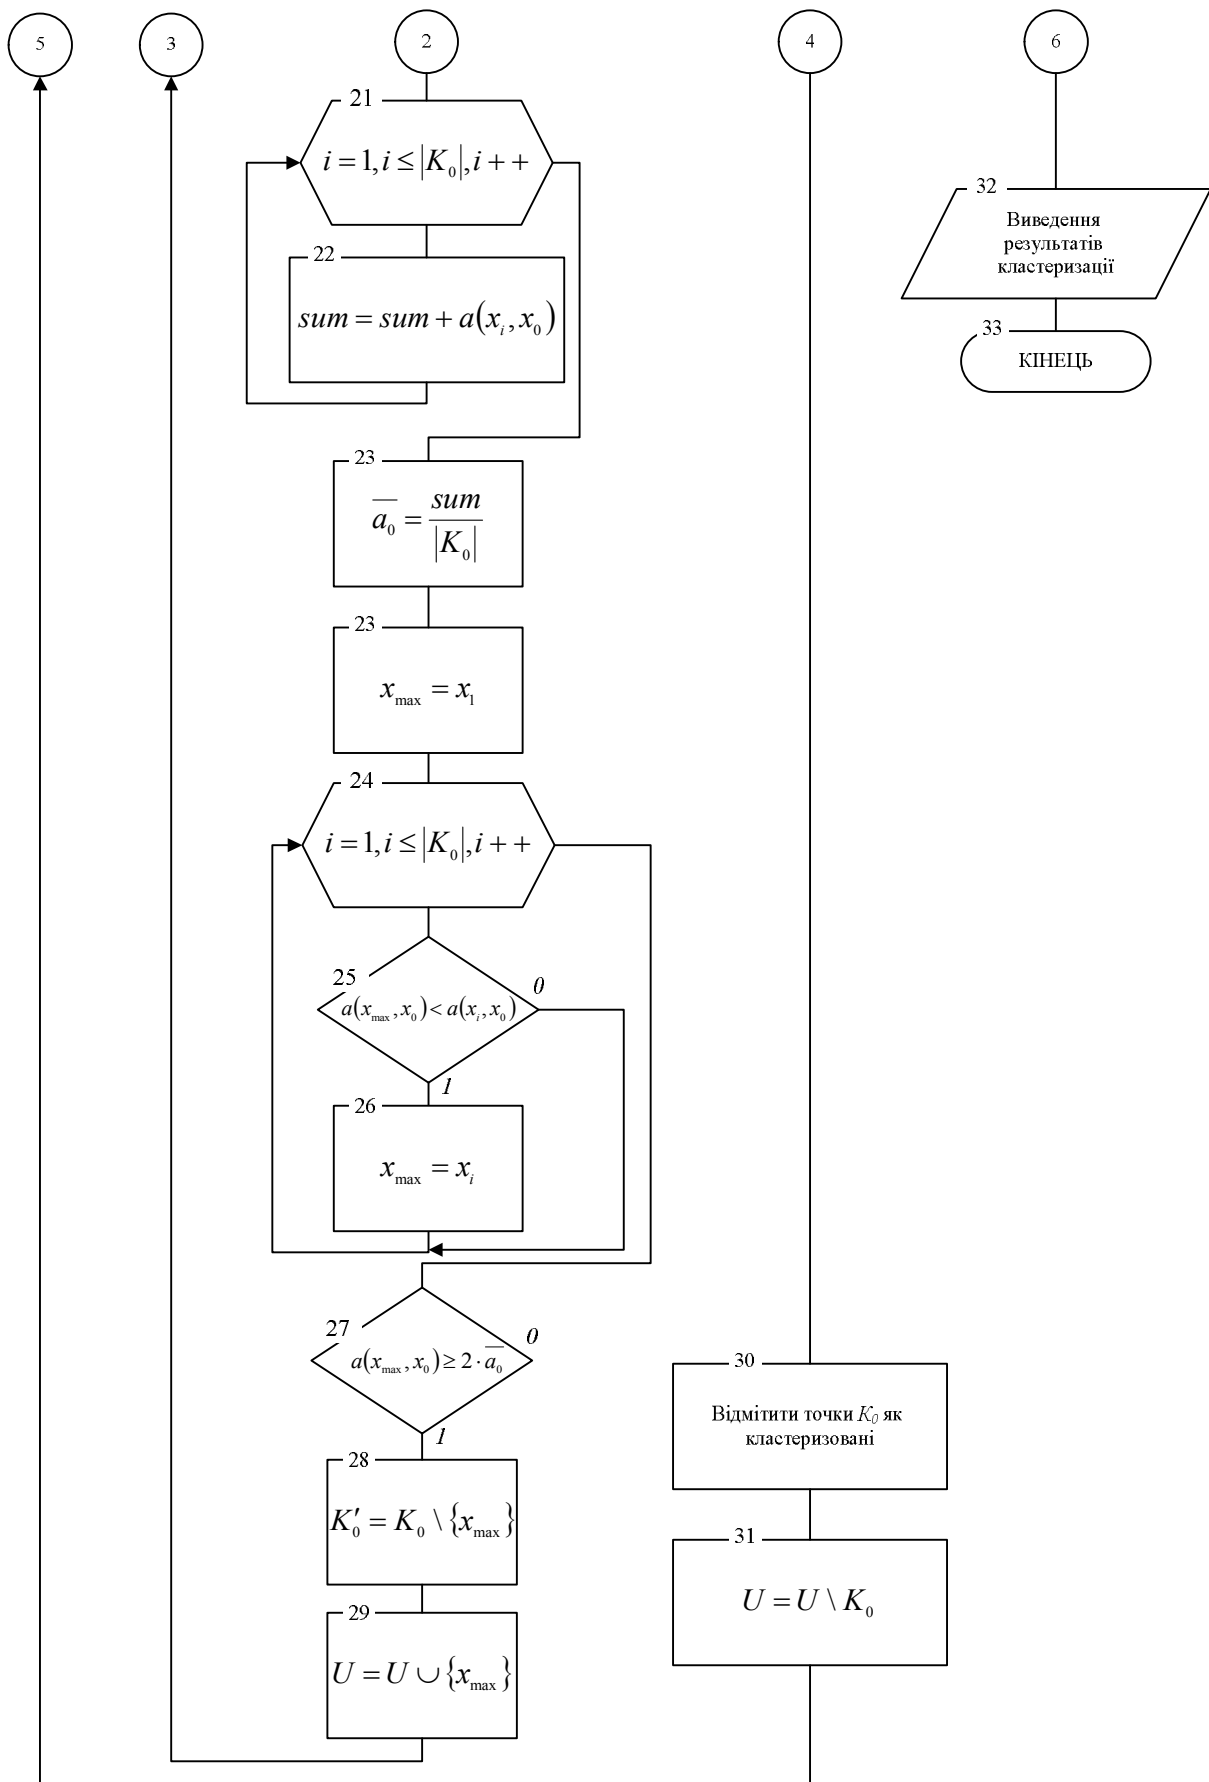 5
3
2
4
6
21
i = 1, i ≤ |K₀|, i + +
22
sum = sum + a(xᵢ, x₀)
23
a̅₀ = sum / |K₀|
23
x_max = x₁
24
i = 1, i ≤ |K₀|, i + +
25
0
a(x_max, x₀) < a(xᵢ, x₀)
1
26
x_max = xᵢ
27
0
a(x_max, x₀) ≥ 2 · a̅₀
1
28
K₀′ = K₀ \ {x_max}
29
U = U ∪ {x_max}
30
Відмітити точки K₀ як
кластеризовані
31
U = U \ K₀
32
Виведення
результатів
кластеризації
33
КІНЕЦЬ